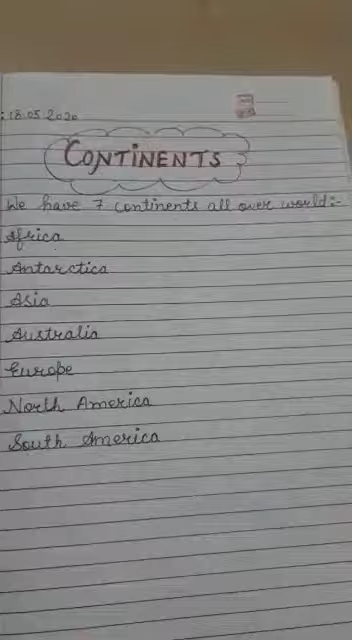 : 18.05.2020
CONTINENTS
We have 7 continents all over world:-
Africa
Antarctica
Asia
Australia
Europe
North America
South America